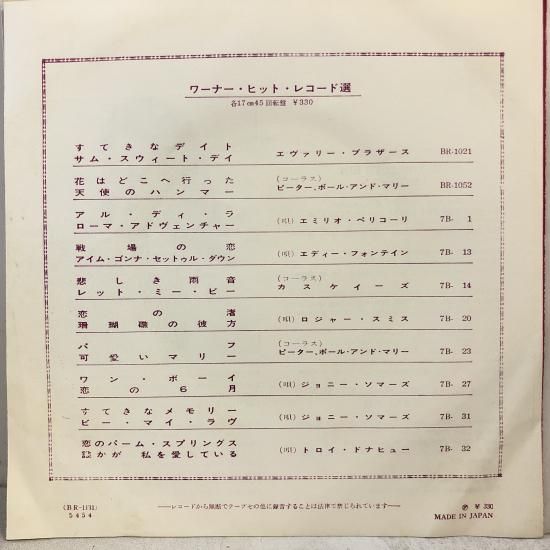 ワーナー・ヒット・レコード選
各17㎝45回転盤 ¥330
すてきなデイト
サム・スウィート・デイ エヴァリー・ブラザース BR-1021
花はどこへ行った (コーラス)
天使のハンマー ピーター、ポール・アンド・マリー BR-1052
アル・ディ・ラ
ローマ・アドヴェンチャー (唄) エミリオ・ペリコーリ 7B- 1
戦場の恋
アイム・ゴンナ・セットゥル・ダウン (唄) エディー・フォンテイン 7B- 13
悲しき雨音 (コーラス)
レット・ミー・ビー カスケイーズ 7B- 14
恋の渚
珊瑚礁の彼方 (唄) ロジャー・スミス 7B- 20
パフ (コーラス)
可愛いマリー ピーター、ポール・アンド・マリー 7B- 23
ワン・ボーイ
恋の6月 (唄) ジョニー・ソマーズ 7B- 27
すてきなメモリー
ビー・マイ・ラヴ (唄) ジョニー・ソマーズ 7B- 31
恋のパーム・スプリングス
誰かが 私を愛している (唄) トロイ・ドナヒュー 7B- 32
(BR-1131) ──レコードから無断でテープその他に録音することは法律で禁じられています── Ⓟ ¥330
5454 MADE IN JAPAN